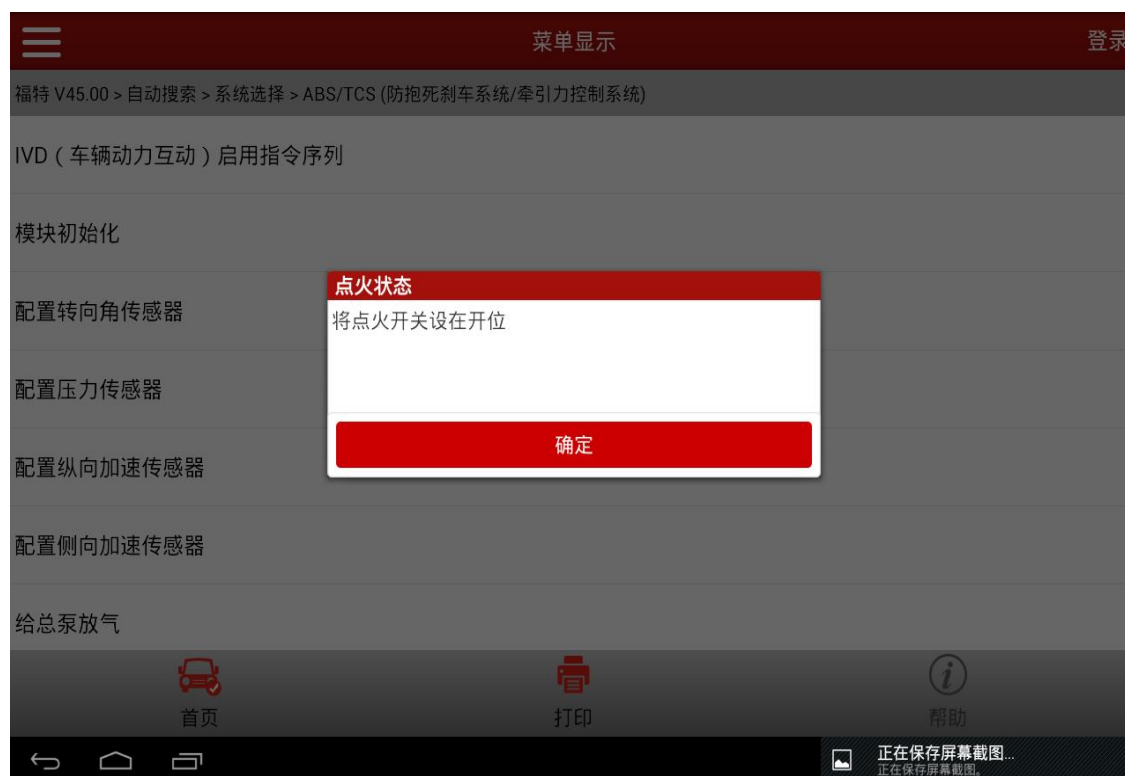 菜单显示
登录
福特 V45.00 > 自动搜索 > 系统选择 > ABS/TCS (防抱死刹车系统/牵引力控制系统)
IVD（车辆动力互动）启用指令序列
模块初始化
配置转向角传感器
点火状态
将点火开关设在开位
配置压力传感器
确定
配置纵向加速传感器
配置侧向加速传感器
给总泵放气
首页
打印
帮助
正在保存屏幕截图...
正在保存屏幕截图。